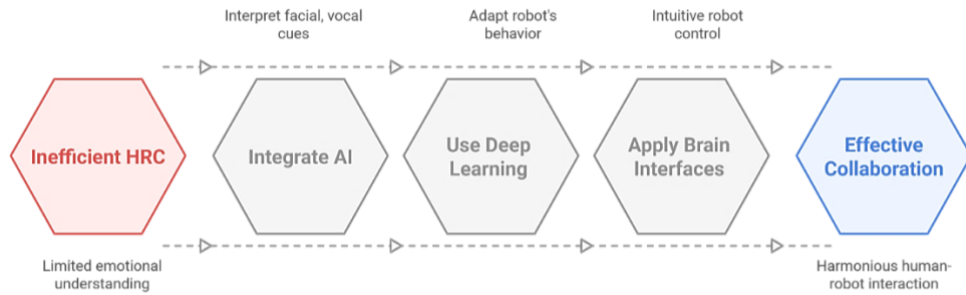 Interpret facial, vocal
cues
Adapt robot's
behavior
Intuitive robot
control
Inefficient HRC
Integrate AI
Use Deep
Learning
Apply Brain
Interfaces
Effective
Collaboration
Limited emotional
understanding
Harmonious human-
robot interaction